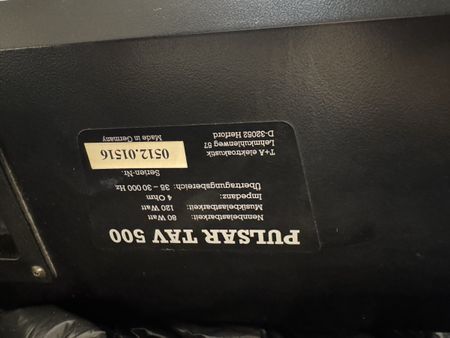 PULSAR TAV 500
Nennbelastbarkeit: 80 Watt
Musikbelastbarkeit: 120 Watt
Impedanz: 4 Ohm
Übertragungsbereich: 35 - 30 000 Hz
Serien-Nr.
0512.01516
T+A elektroakustik
Lehmkuhlenweg 57
D-32052 Herford
Made in Germany